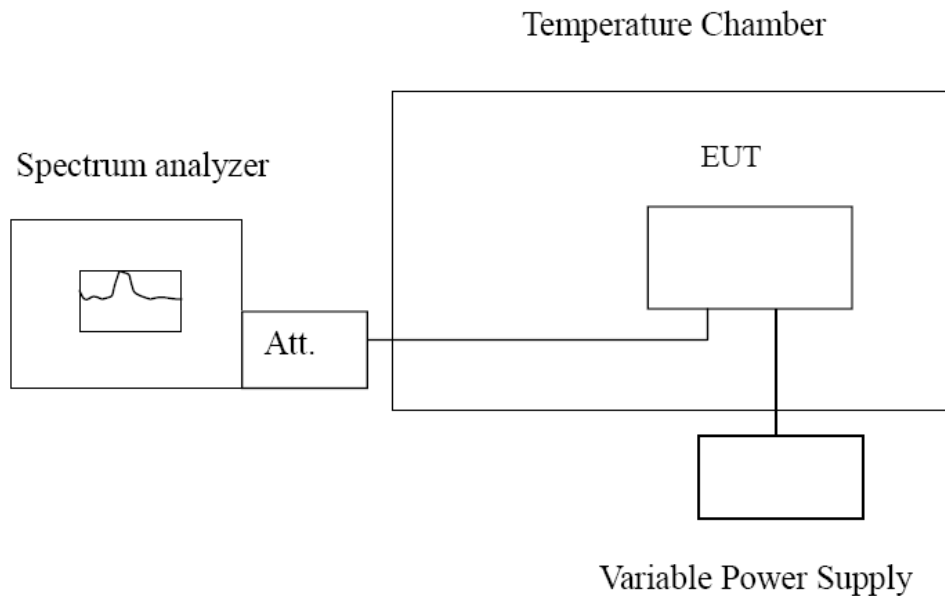 Temperature Chamber
Spectrum analyzer
EUT
Att.
Variable Power Supply